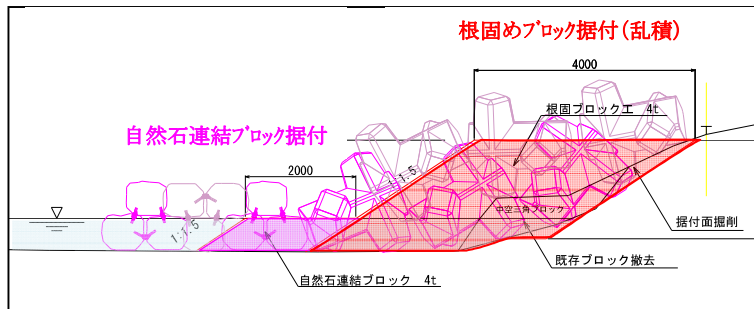 根固めブロック据付(乱積)
4000
根固ブロック工 4t
自然石連結ブロック据付
2000
1:1.5
中空三角ブロック
1:1.5
据付面掘削
既存ブロック撤去
自然石連結ブロック 4t